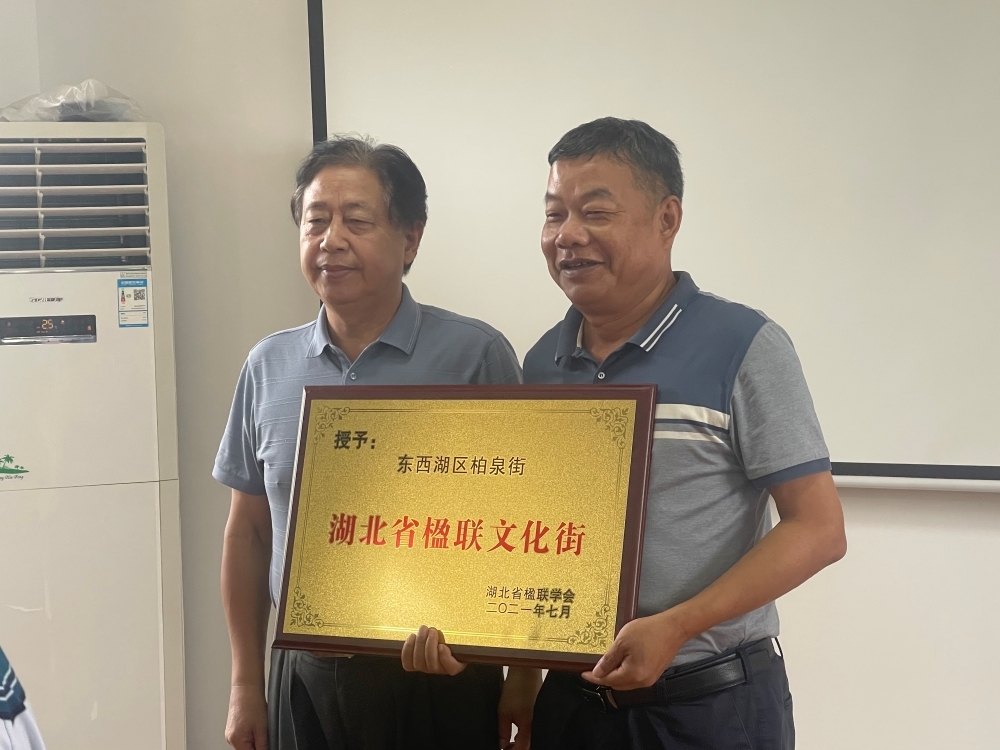 授予：
东西湖区柏泉街
湖北省楹联文化街
湖北省楹联学会
二〇二一年七月
25